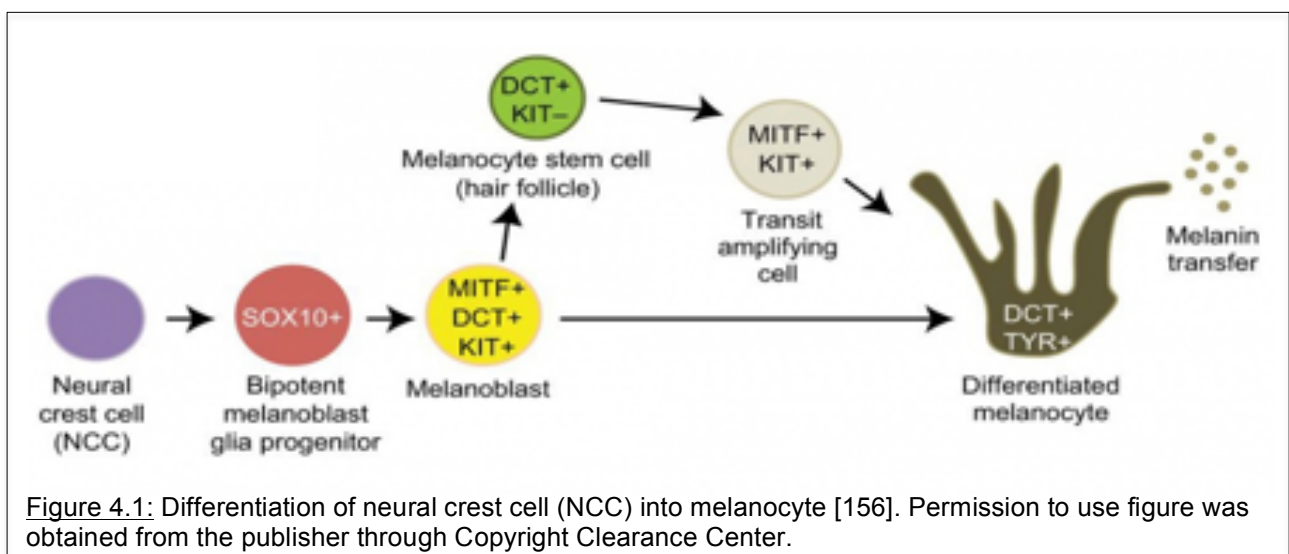 DCT+
KIT–
Melanocyte stem cell
(hair follicle)
MITF+
KIT+
Transit
amplifying
cell
Melanin
transfer
Neural
crest cell
(NCC)
SOX10+
Bipotent
melanoblast
glia progenitor
MITF+
DCT+
KIT+
Melanoblast
DCT+
TYR+
Differentiated
melanocyte
Figure 4.1: Differentiation of neural crest cell (NCC) into melanocyte [156]. Permission to use figure was
obtained from the publisher through Copyright Clearance Center.